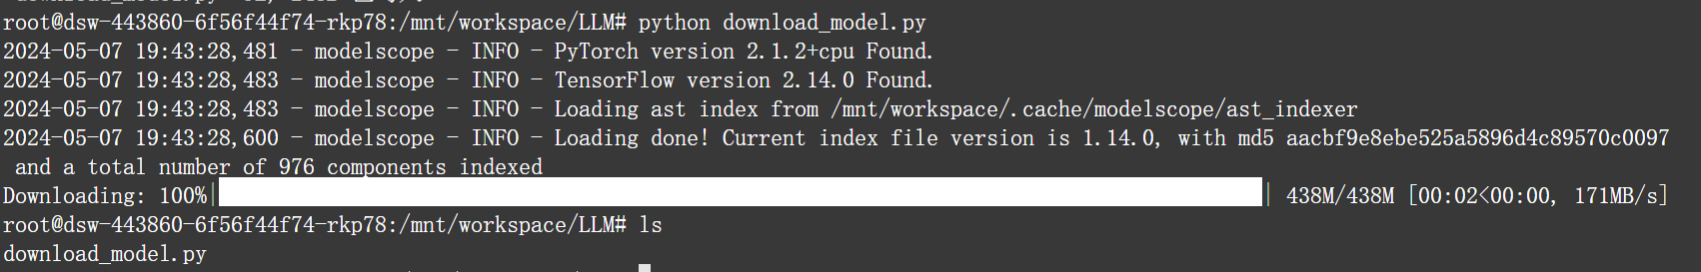 root@dsw-443860-6f56f44f74-rkp78:/mnt/workspace/LLM# python download_model.py
2024-05-07 19:43:28,481 - modelscope - INFO - PyTorch version 2.1.2+cpu Found.
2024-05-07 19:43:28,483 - modelscope - INFO - TensorFlow version 2.14.0 Found.
2024-05-07 19:43:28,483 - modelscope - INFO - Loading ast index from /mnt/workspace/.cache/modelscope/ast_indexer
2024-05-07 19:43:28,600 - modelscope - INFO - Loading done! Current index file version is 1.14.0, with md5 aacbf9e8ebe525a5896d4c89570c0097
and a total number of 976 components indexed
Downloading: 100%| | 438M/438M [00:02<00:00, 171MB/s]
root@dsw-443860-6f56f44f74-rkp78:/mnt/workspace/LLM# ls
download_model.py